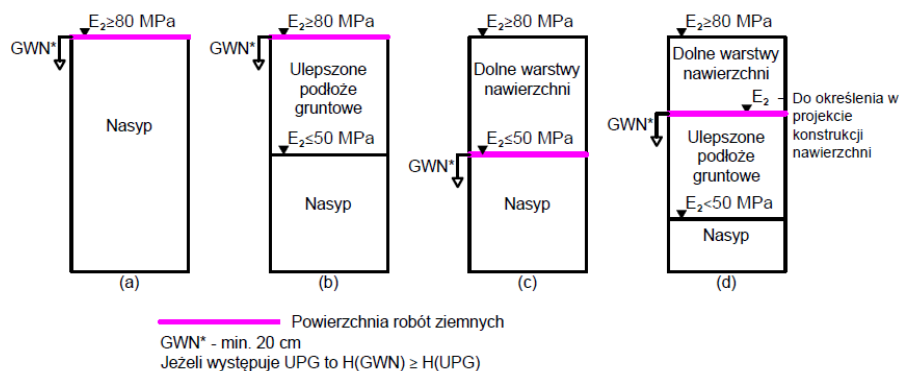 E₂≥80 MPa
GWN*
Nasyp
(a)
E₂≥80 MPa
GWN*
Ulepszone
podłoże
gruntowe
E₂≤50 MPa
Nasyp
(b)
E₂≥80 MPa
Dolne warstwy
nawierzchni
E₂≤50 MPa
GWN*
Nasyp
(c)
E₂≥80 MPa
Dolne warstwy
nawierzchni
E₂ - Do określenia w
projekcie
konstrukcji
nawierzchni
GWN*
Ulepszone
podłoże
gruntowe
E₂<50 MPa
Nasyp
(d)
Powierzchnia robót ziemnych
GWN* - min. 20 cm
Jeżeli występuje UPG to H(GWN) ≥ H(UPG)